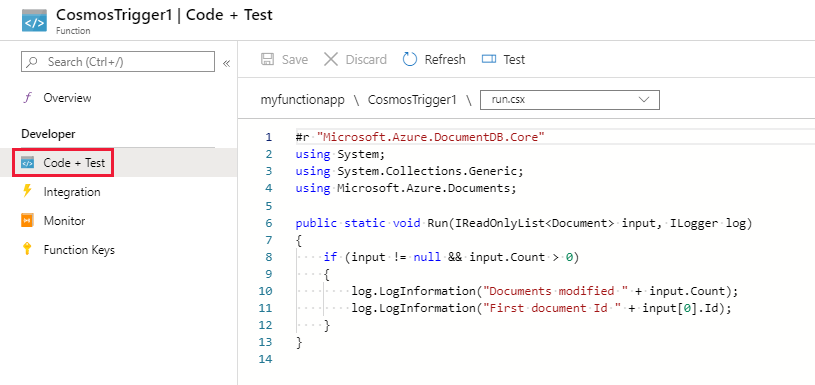 CosmosTrigger1 | Code + Test
Function
Search (Ctrl+/)
«
Overview
Developer
Code + Test
Integration
Monitor
Function Keys
Save
Discard
Refresh
Test
myfunctionapp \ CosmosTrigger1 \ run.csx
1 #r "Microsoft.Azure.DocumentDB.Core"
2 using System;
3 using System.Collections.Generic;
4 using Microsoft.Azure.Documents;
5
6 public static void Run(IReadOnlyList<Document> input, ILogger log)
7 {
8     if (input != null && input.Count > 0)
9     {
10         log.LogInformation("Documents modified " + input.Count);
11         log.LogInformation("First document Id " + input[0].Id);
12     }
13 }
14